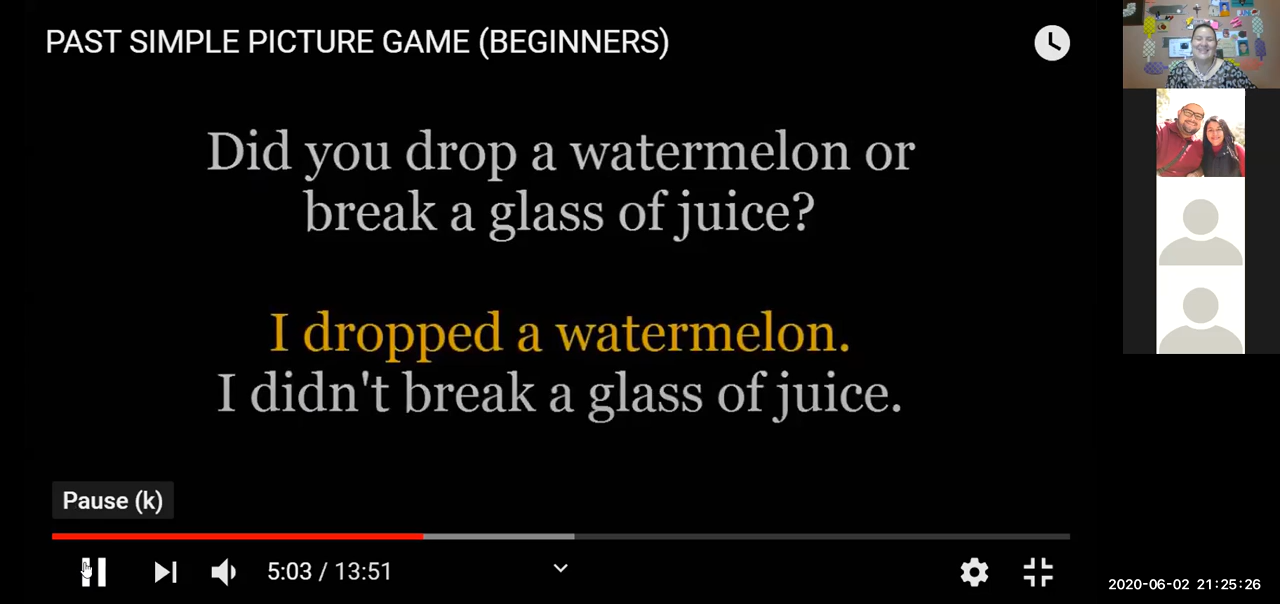 PAST SIMPLE PICTURE GAME (BEGINNERS)
Did you drop a watermelon or
break a glass of juice?
I dropped a watermelon.
I didn't break a glass of juice.
Pause (k)
5:03 / 13:51
2020-06-02 21:25:26